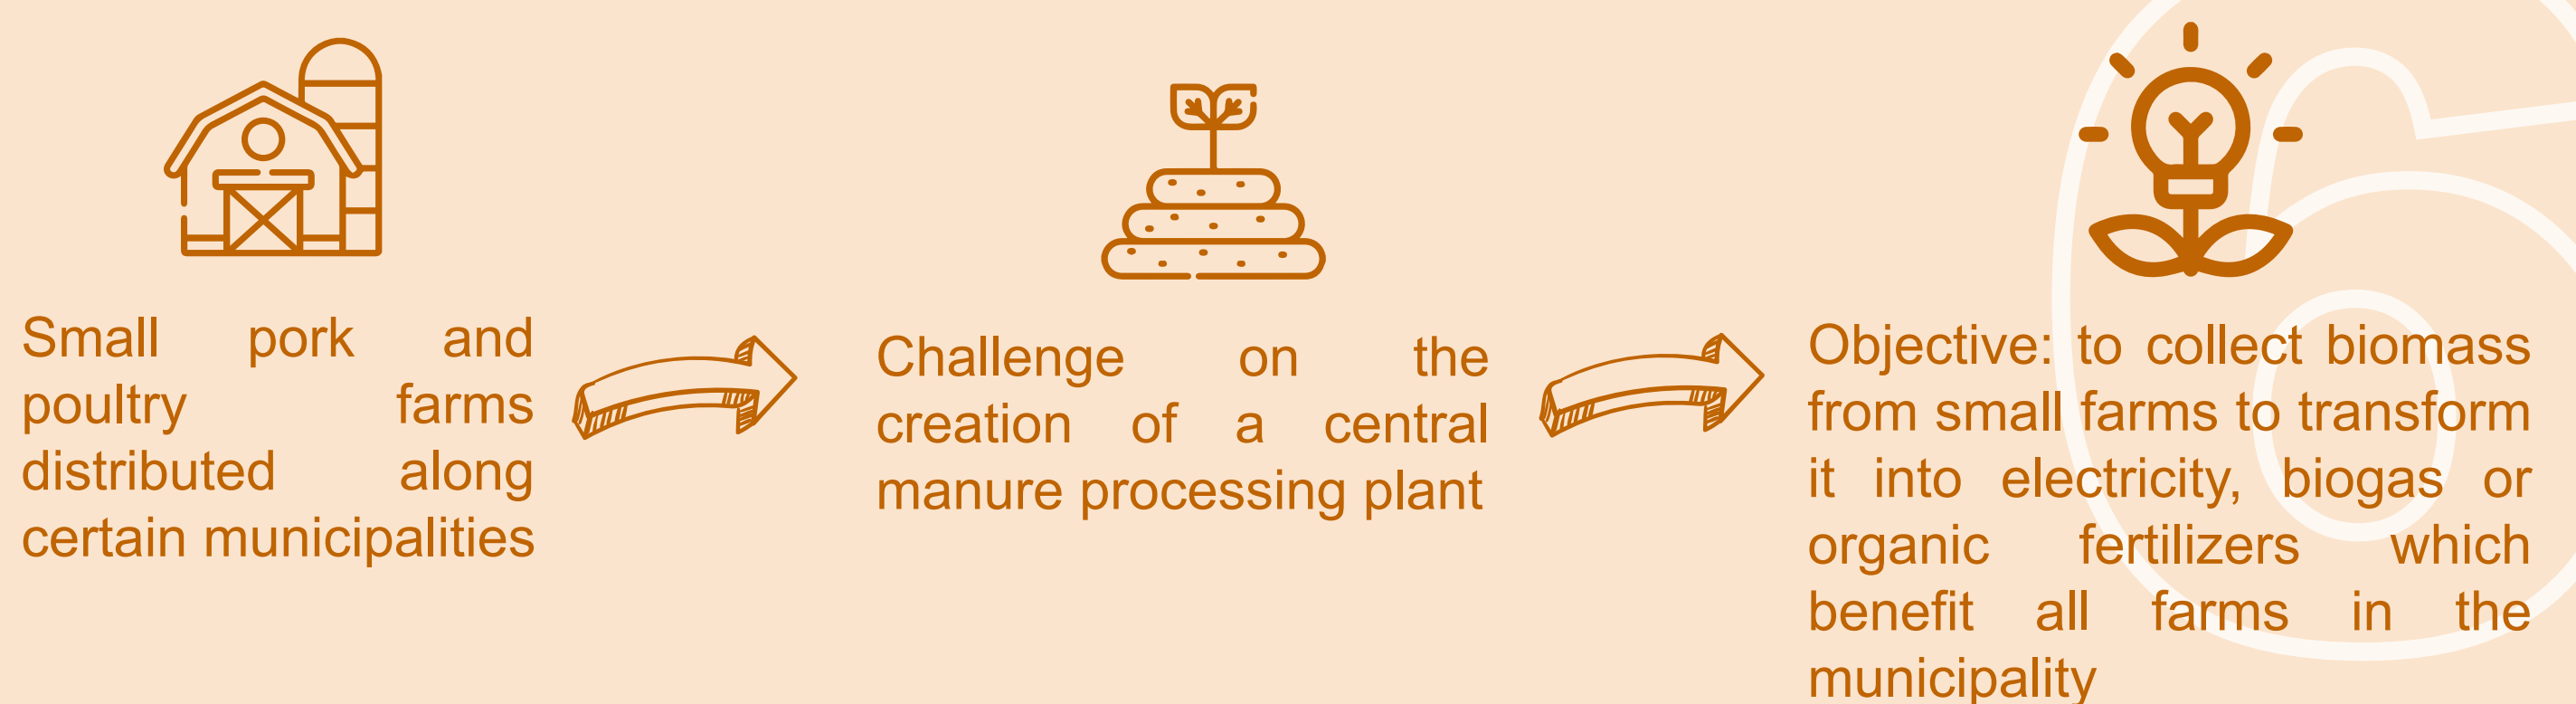 Small pork and
poultry farms
distributed along
certain municipalities
Challenge on the
creation of a central
manure processing plant
Objective: to collect biomass
from small farms to transform
it into electricity, biogas or
organic fertilizers which
benefit all farms in the
municipality
6